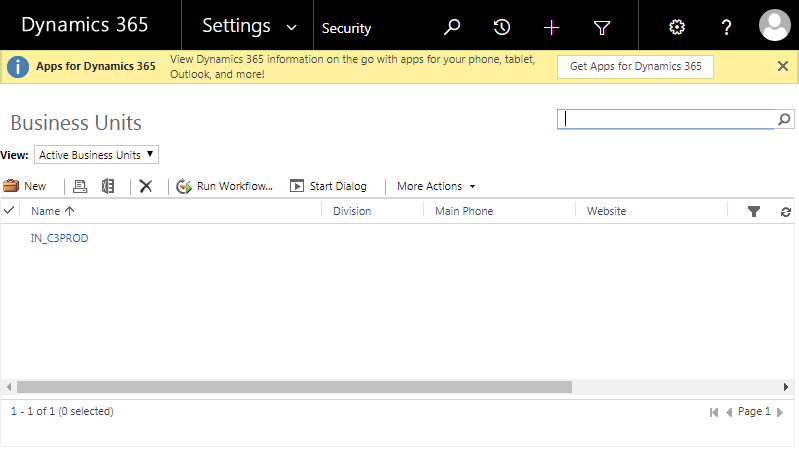 Dynamics 365 Settings Security
Apps for Dynamics 365 View Dynamics 365 information on the go with apps for your phone, tablet, Outlook, and more! Get Apps for Dynamics 365
Business Units
View: Active Business Units
New Run Workflow... Start Dialog More Actions
Name Division Main Phone Website
IN_C3PROD
1 - 1 of 1 (0 selected) Page 1